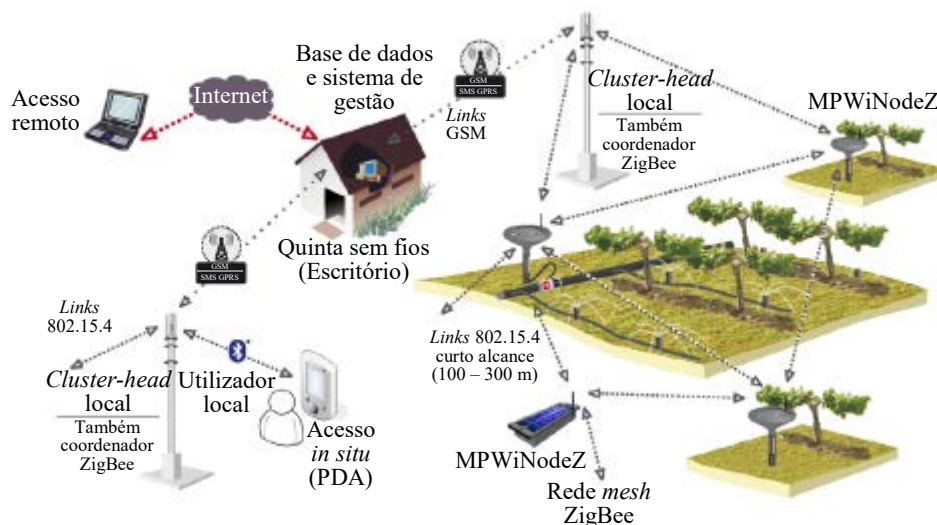 Acesso
remoto
Internet
Base de dados
e sistema de
gestão
GSM
SMS GPRS
Links
GSM
Cluster-head
local
Também
coordenador
ZigBee
MPWiNodeZ
Quinta sem fios
(Escritório)
GSM
SMS GPRS
Links
802.15.4
Cluster-head
local
Também
coordenador
ZigBee
Utilizador
local
Acesso
in situ
(PDA)
Links 802.15.4
curto alcance
(100 – 300 m)
MPWiNodeZ
Rede mesh
ZigBee